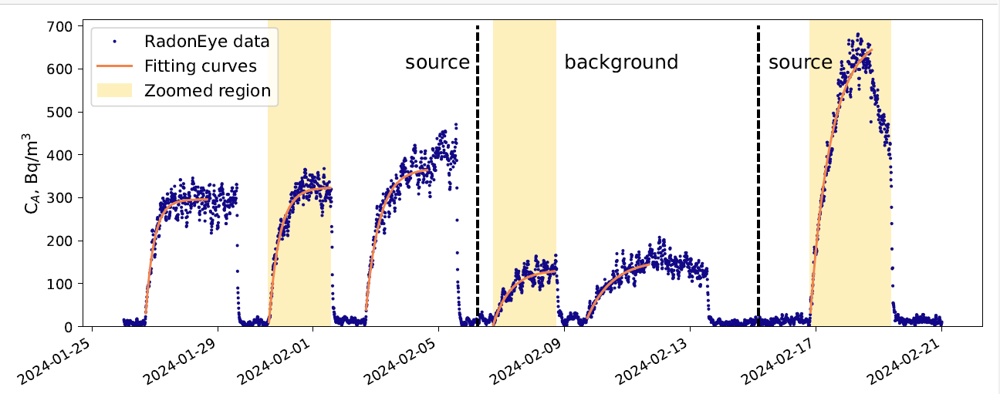 700
600
500
400
300
200
100
0
C_A, Bq/m³
RadonEye data
Fitting curves
Zoomed region
source
background
source
2024-01-25
2024-01-29
2024-02-01
2024-02-05
2024-02-09
2024-02-13
2024-02-17
2024-02-21